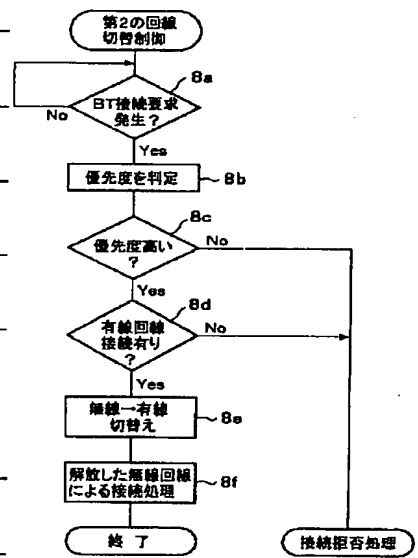 第2の回線
切替制御
8a
BT接続要求
発生?
No
Yes
優先度を判定
8b
8c
優先度高い
?
No
Yes
8d
有線回線
接続有り
?
No
Yes
無線→有線
切替え
8e
解放した無線回線
による接続処理
8f
終了
接続拒否処理